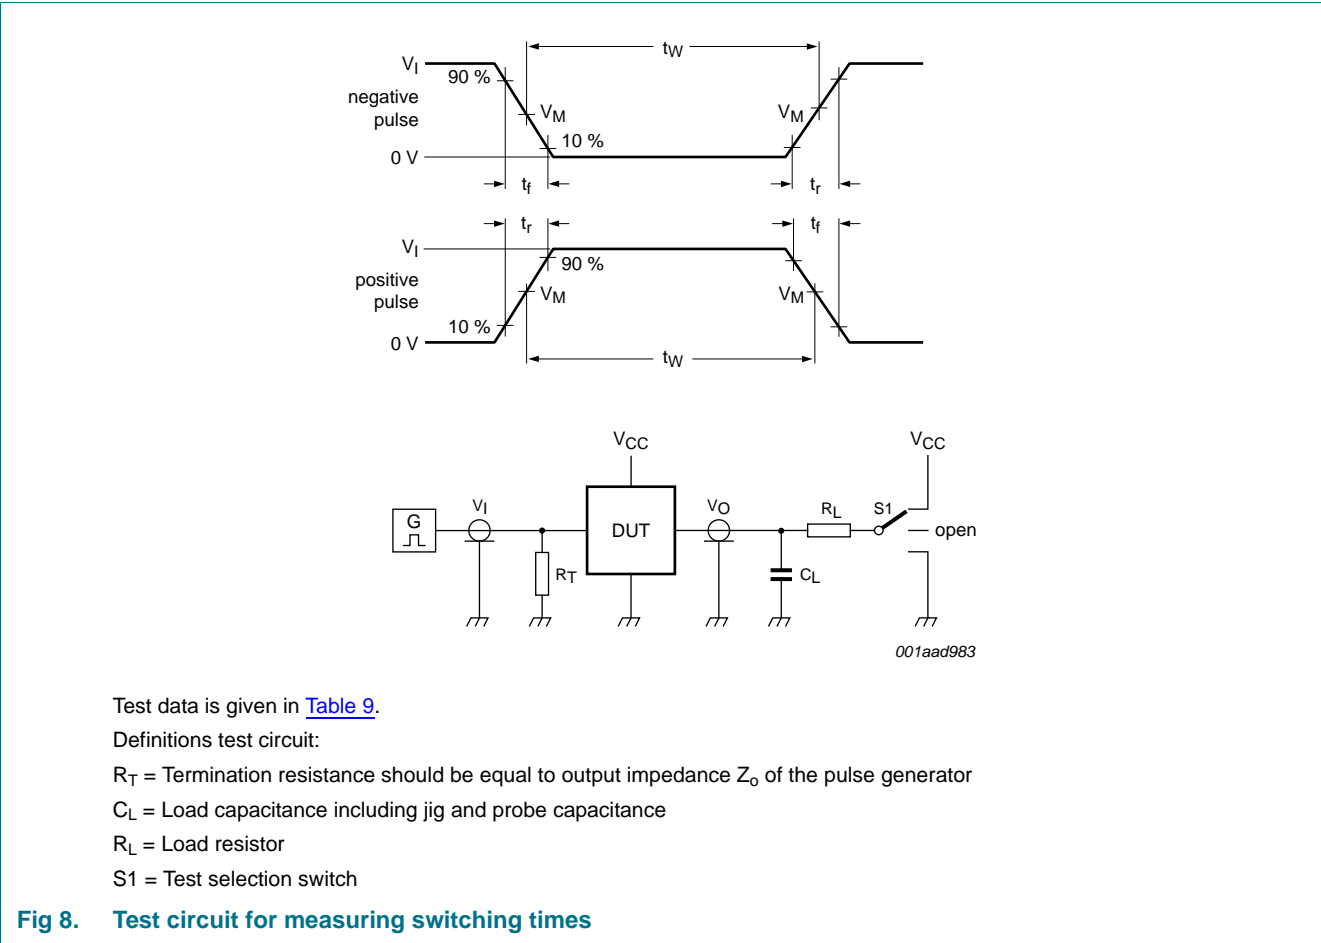 tW
VI
90 %
negative
pulse
VM
VM
10 %
0 V
tf
tr
tr
tf
VI
90 %
positive
pulse
VM
VM
10 %
0 V
tW
VCC
VCC
VI
VO
RL
S1
G
DUT
open
RT
CL
001aad983
Test data is given in Table 9.
Definitions test circuit:
RT = Termination resistance should be equal to output impedance Zo of the pulse generator
CL = Load capacitance including jig and probe capacitance
RL = Load resistor
S1 = Test selection switch
Fig 8. Test circuit for measuring switching times